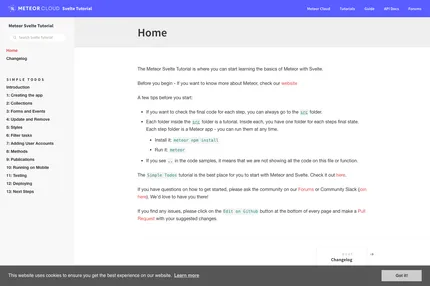 METEOR CLOUD Svelte Tutorial
Meteor Cloud
Tutorials
Guide
API Docs
Forums
Meteor Svelte Tutorial
Search Svelte Tutorial
Home
Changelog
SIMPLE TODOS
Introduction
1: Creating the app
2: Collections
3: Forms and Events
4: Update and Remove
5: Styles
6: Filter tasks
7: Adding User Accounts
8: Methods
9: Publications
10: Running on Mobile
11: Testing
12: Deploying
13: Next Steps
Home
The Meteor Svelte Tutorial is where you can start learning the basics of Meteor with Svelte.
Before you begin - if you want to know more about Meteor, check our website
A few tips before you start:
If you want to check the final code for each step, you can always go to the src folder.
Each folder inside the src folder is a tutorial. Inside each, you have one folder for each steps final state.
Each step folder is a Meteor app - you can run them at any time.
Install it: meteor npm install
Run it: meteor
If you see .. in the code samples, it means that we are not showing all the code on this file or function.
The Simple Todos tutorial is the best place for you to start with Meteor and Svelte. Check it out here.
If you have questions on how to get started; please ask the community on our Forums or Community Slack (join
here). We'd love to have you there!
If you find any issues, please click on the Edit on GitHub button at the bottom of every page and make a Pull
Request with your suggested changes.
NEXT
Changelog
This website uses cookies to ensure you get the best experience on our website. Learn more
Got it!